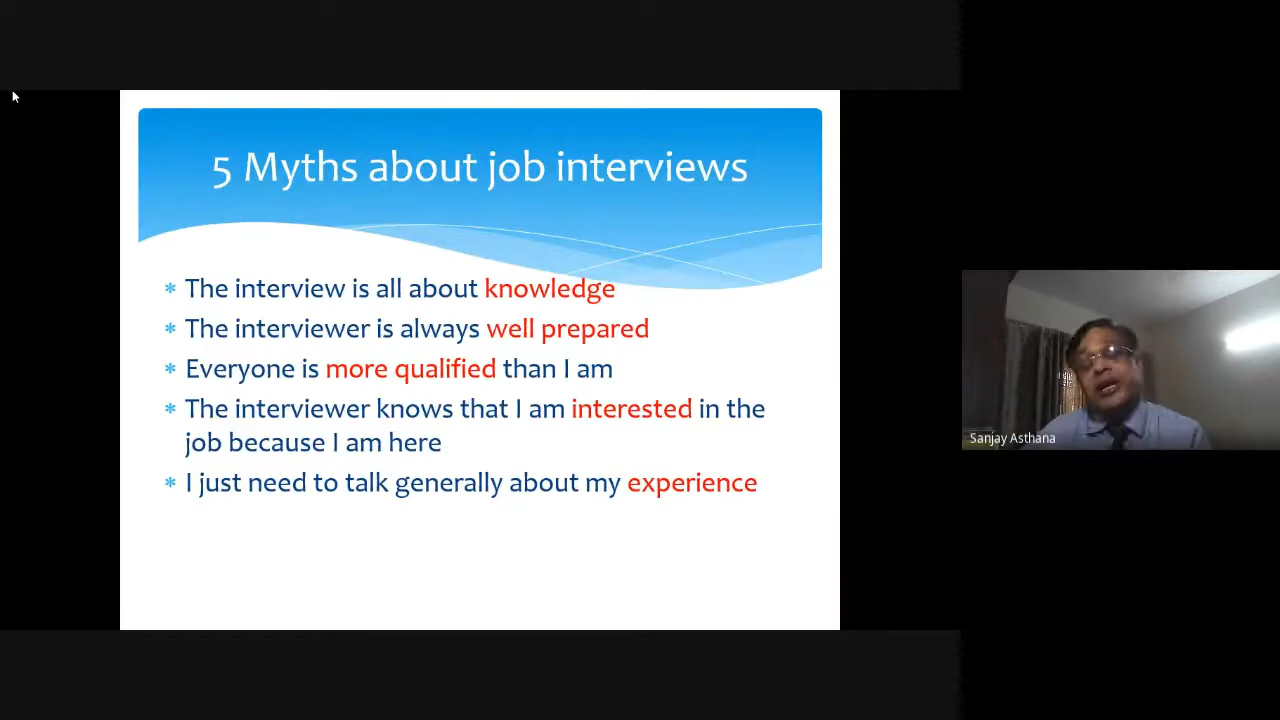 5 Myths about job interviews
* The interview is all about knowledge
* The interviewer is always well prepared
* Everyone is more qualified than I am
* The interviewer knows that I am interested in the
job because I am here
* I just need to talk generally about my experience
Sanjay Asthana